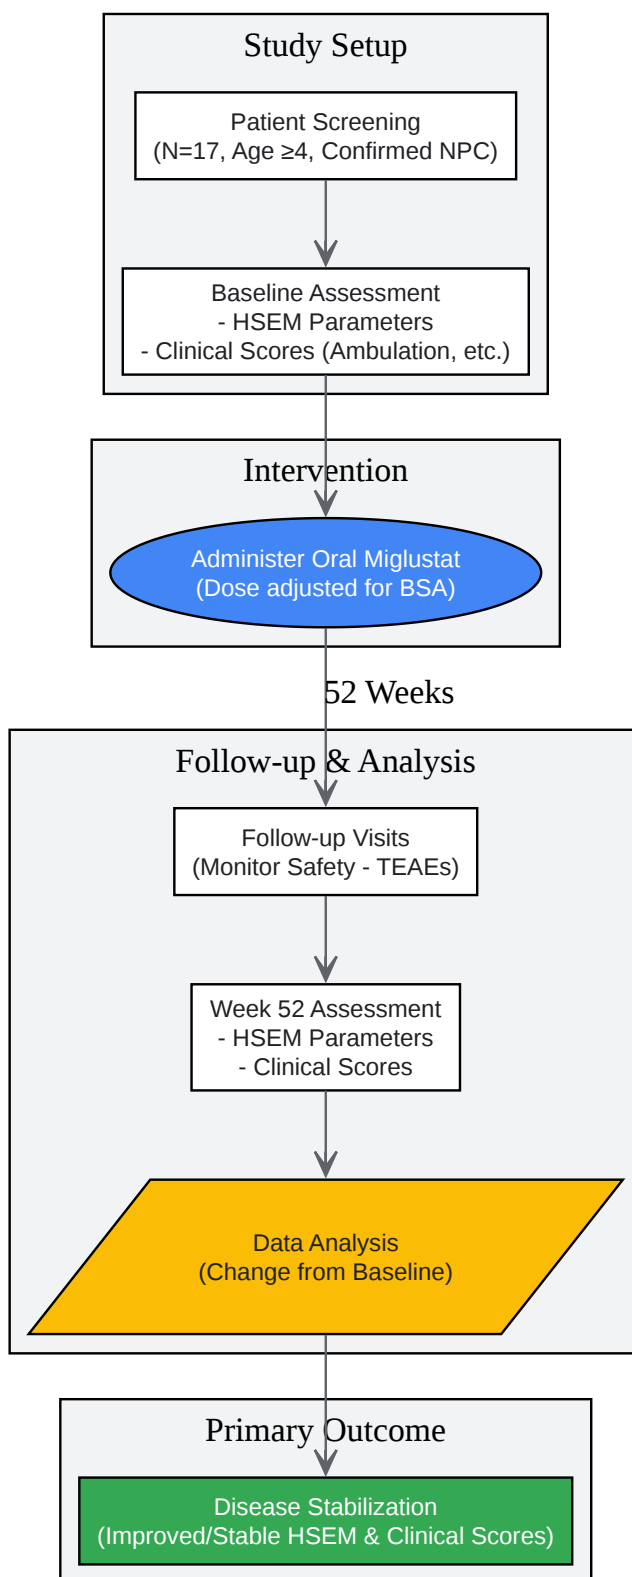 Study Setup
Patient Screening
(N=17, Age ≥4, Confirmed NPC)
Baseline Assessment
- HSEM Parameters
- Clinical Scores (Ambulation, etc.)
Intervention
Administer Oral Miglustat
(Dose adjusted for BSA)
52 Weeks
Follow-up & Analysis
Follow-up Visits
(Monitor Safety - TEAEs)
Week 52 Assessment
- HSEM Parameters
- Clinical Scores
Data Analysis
(Change from Baseline)
Primary Outcome
Disease Stabilization
(Improved/Stable HSEM & Clinical Scores)